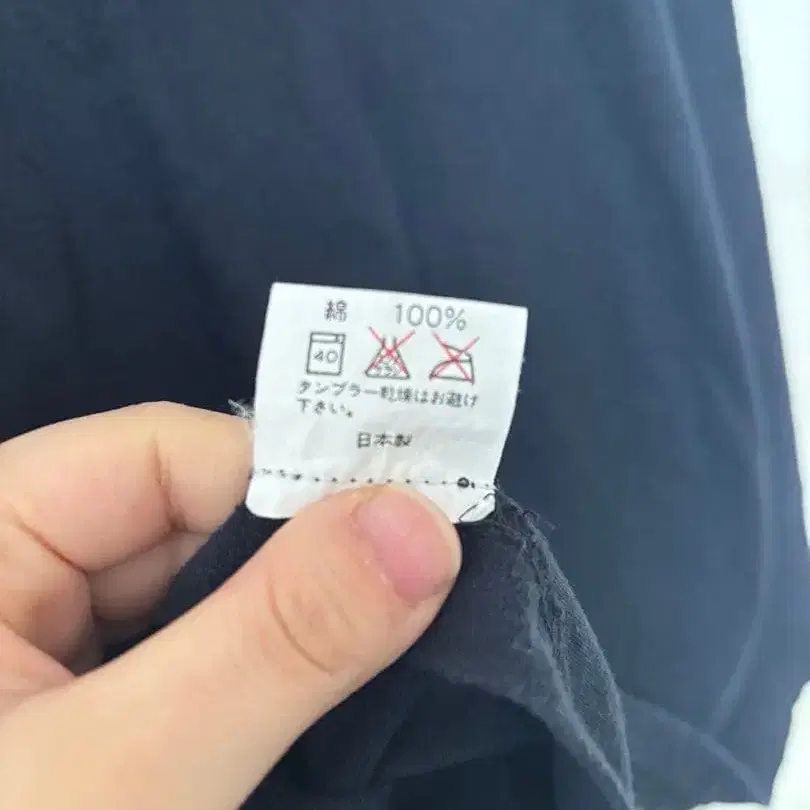 綿 100%
40
タンブラー乾燥はお避け
下さい。
日本製